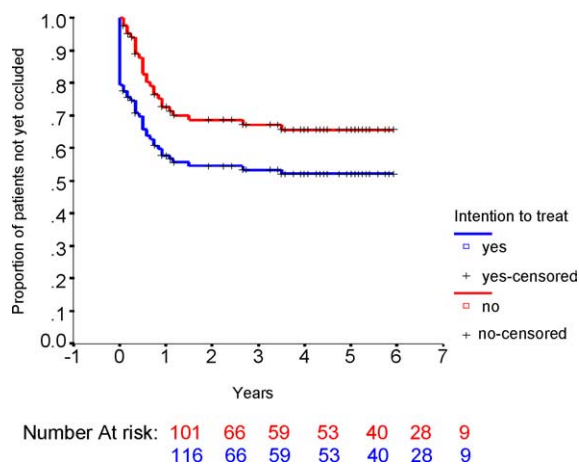 Proportion of patients not yet occluded
1.0
.9
.8
.7
.6
.5
.4
.3
.2
.1
0.0
-1 0 1 2 3 4 5 6 7
Years
Intention to treat
yes
yes-censored
no
no-censored
Number At risk: 101 66 59 53 40 28 9
116 66 59 53 40 28 9